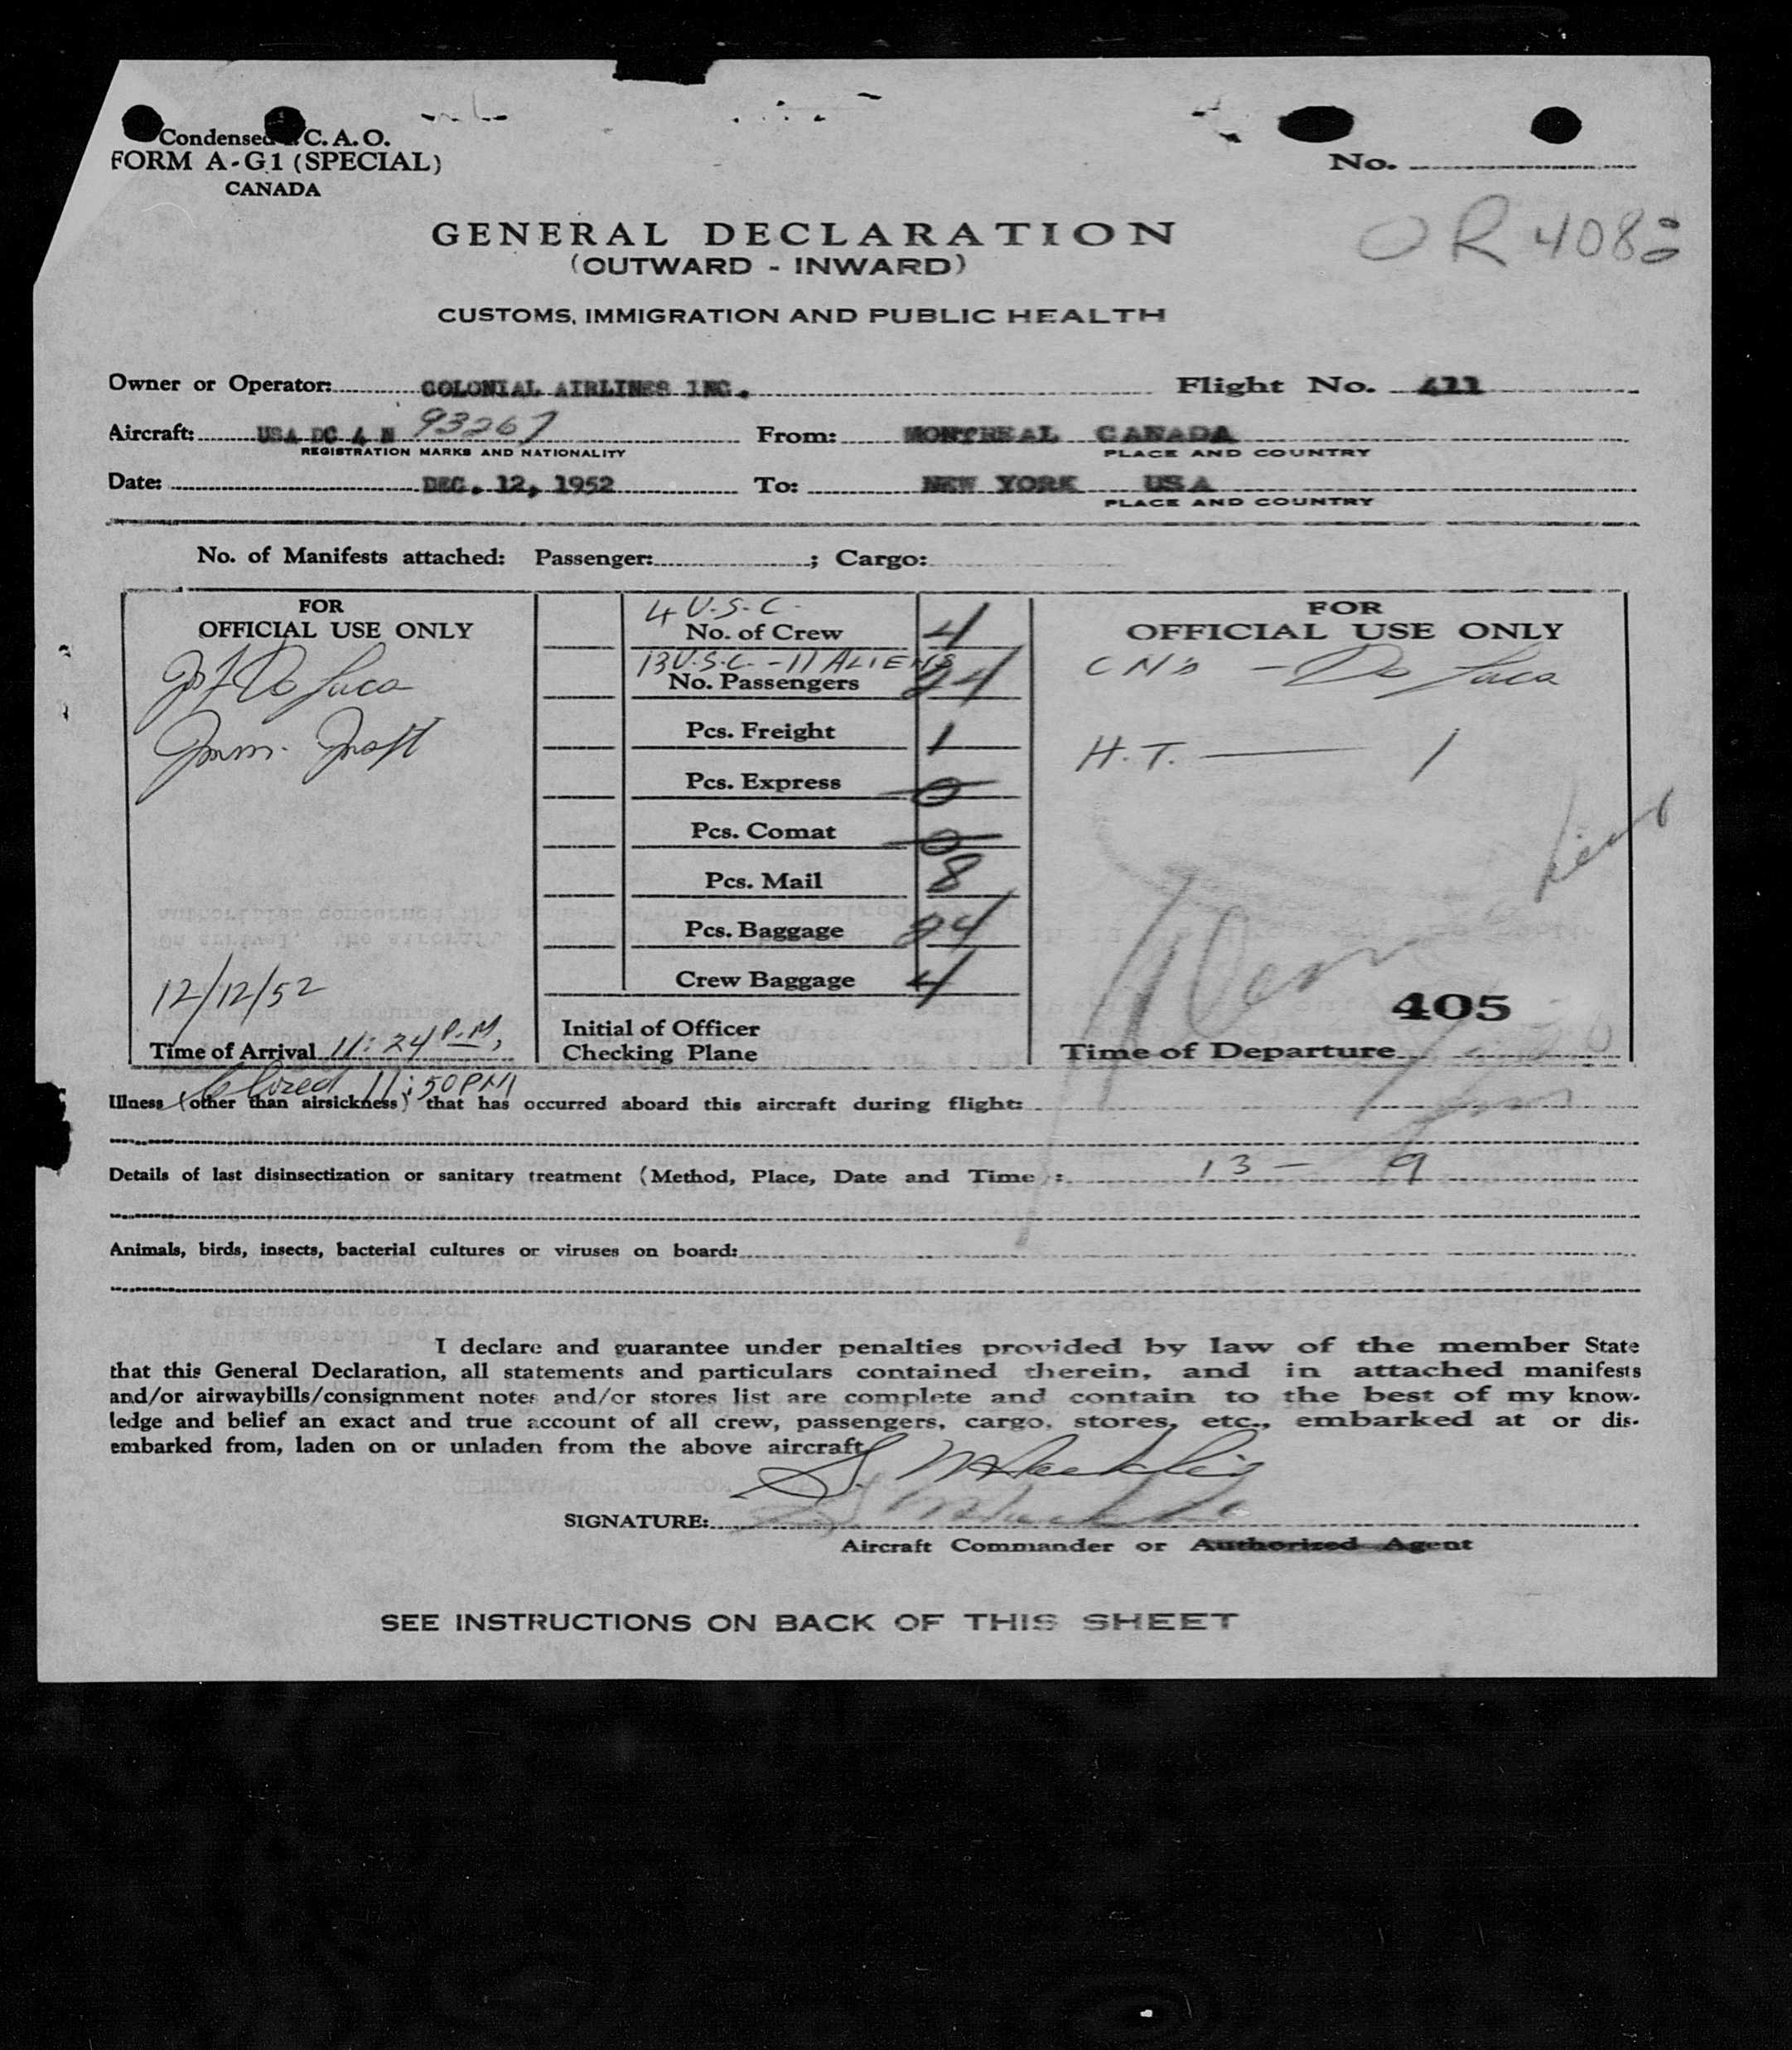 Condensed C. A. O.
FORM A-G1 (SPECIAL)
CANADA
No.
OR 408
GENERAL DECLARATION
(OUTWARD - INWARD)
CUSTOMS, IMMIGRATION AND PUBLIC HEALTH
Owner or Operator: COLONIAL AIRLINES INC. Flight No. 411
Aircraft: USA DC 4 N 93267 From: MONTREAL CANADA
REGISTRATION MARKS AND NATIONALITY PLACE AND COUNTRY
Date: DEC. 12, 1952 To: NEW YORK USA
PLACE AND COUNTRY
No. of Manifests attached: Passenger: ; Cargo:
FOR
OFFICIAL USE ONLY
De Luca
Imm.
12/12/52
Time of Arrival 11:24 P.M.
11:50 PM
4 U.S.C.
No. of Crew 4
13 U.S.C. - 11 ALIENS
No. Passengers 24
Pcs. Freight 1
Pcs. Express 0
Pcs. Comat 0
Pcs. Mail 8
Pcs. Baggage 24
Crew Baggage 4
Initial of Officer
Checking Plane
FOR
OFFICIAL USE ONLY
De Luca
H.T. — 1
405
Time of Departure
Illness (other than airsickness) that has occurred aboard this aircraft during flight:
Details of last disinsectization or sanitary treatment (Method, Place, Date and Time): 13 - 9
Animals, birds, insects, bacterial cultures or viruses on board:
I declare and guarantee under penalties provided by law of the member State
that this General Declaration, all statements and particulars contained therein, and in attached manifests
and/or airwaybills/consignment notes and/or stores list are complete and contain to the best of my know-
ledge and belief an exact and true account of all crew, passengers, cargo, stores, etc., embarked at or dis-
embarked from, laden on or unladen from the above aircraft
SIGNATURE:
Aircraft Commander or Authorized Agent
SEE INSTRUCTIONS ON BACK OF THIS SHEET